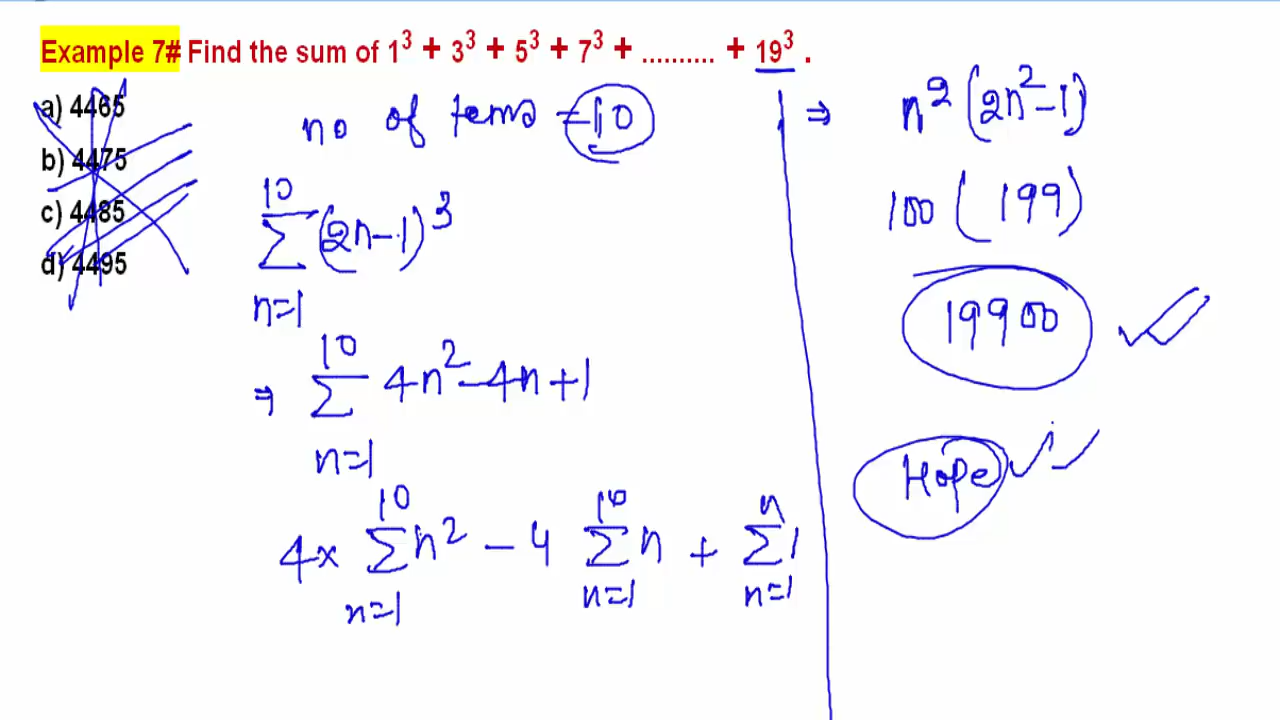 Example 7# Find the sum of 1³ + 3³ + 5³ + 7³ + .......... + 19³ .
a) 4465
b) 4475
c) 4485
d) 4495
no of terms = 10
10
∑ (2n-1)³
n=1
⇒ 10
∑ 4n² - 4n + 1
n=1
10 10 n
4× ∑ n² - 4 ∑ n + ∑ 1
n=1 n=1 n=1
⇒ n² (2n²-1)
100 ( 199)
19900
Hope